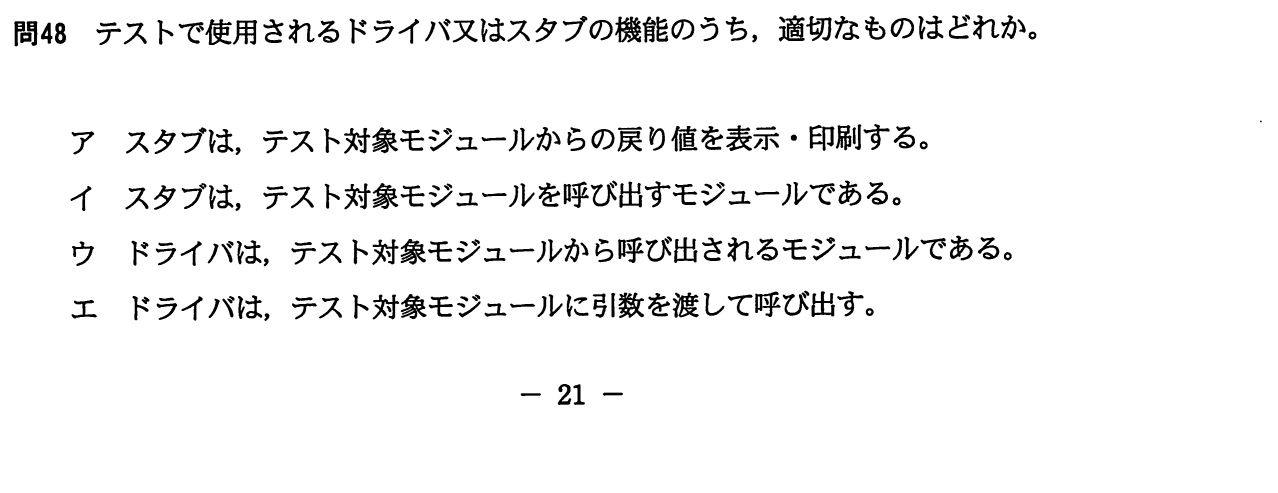 問48 テストで使用されるドライバ又はスタブの機能のうち，適切なものはどれか。
ア スタブは，テスト対象モジュールからの戻り値を表示・印刷する。
イ スタブは，テスト対象モジュールを呼び出すモジュールである。
ウ ドライバは，テスト対象モジュールから呼び出されるモジュールである。
エ ドライバは，テスト対象モジュールに引数を渡して呼び出す。
－ 21 －